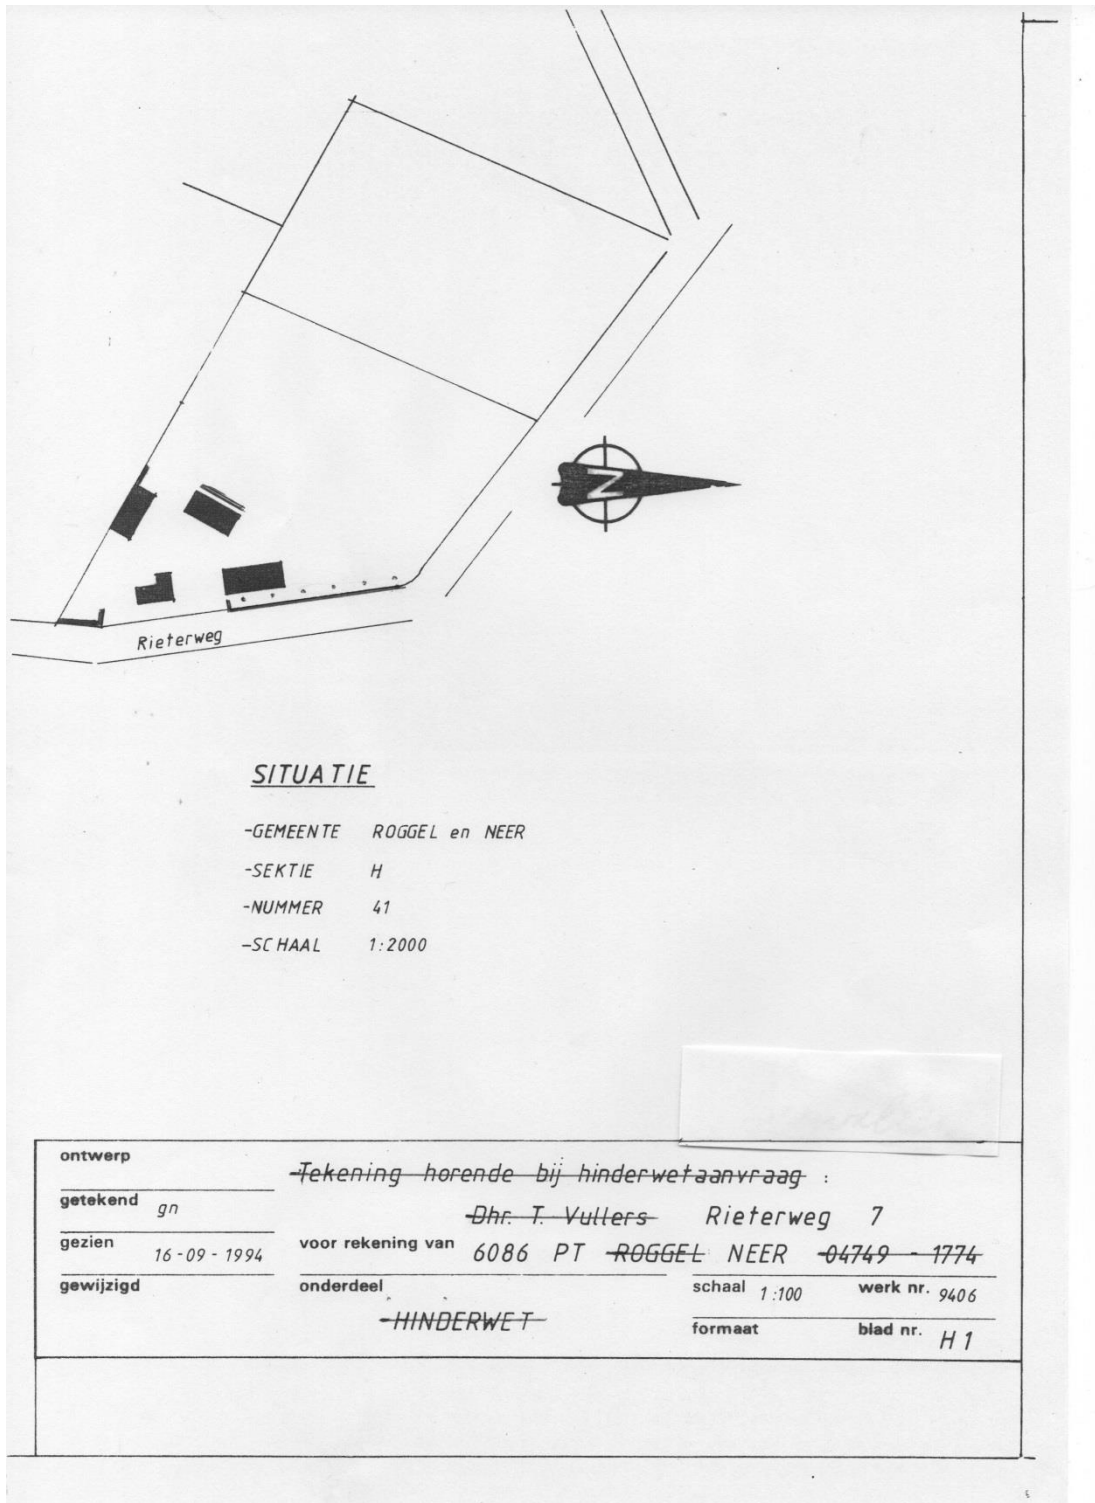 N
Rieterweg
SITUATIE
-GEMEENTE ROGGEL en NEER
-SEKTIE H
-NUMMER 41
-SCHAAL 1:2000
ontwerp
Tekening horende bij hinderwetaanvraag :
getekend gn
Dhr. T. Vullers Rieterweg 7
gezien 16-09-1994
voor rekening van 6086 PT ROGGEL NEER 04749 - 1774
gewijzigd
onderdeel
HINDERWET
schaal 1:100 werk nr. 9406
formaat blad nr. H 1